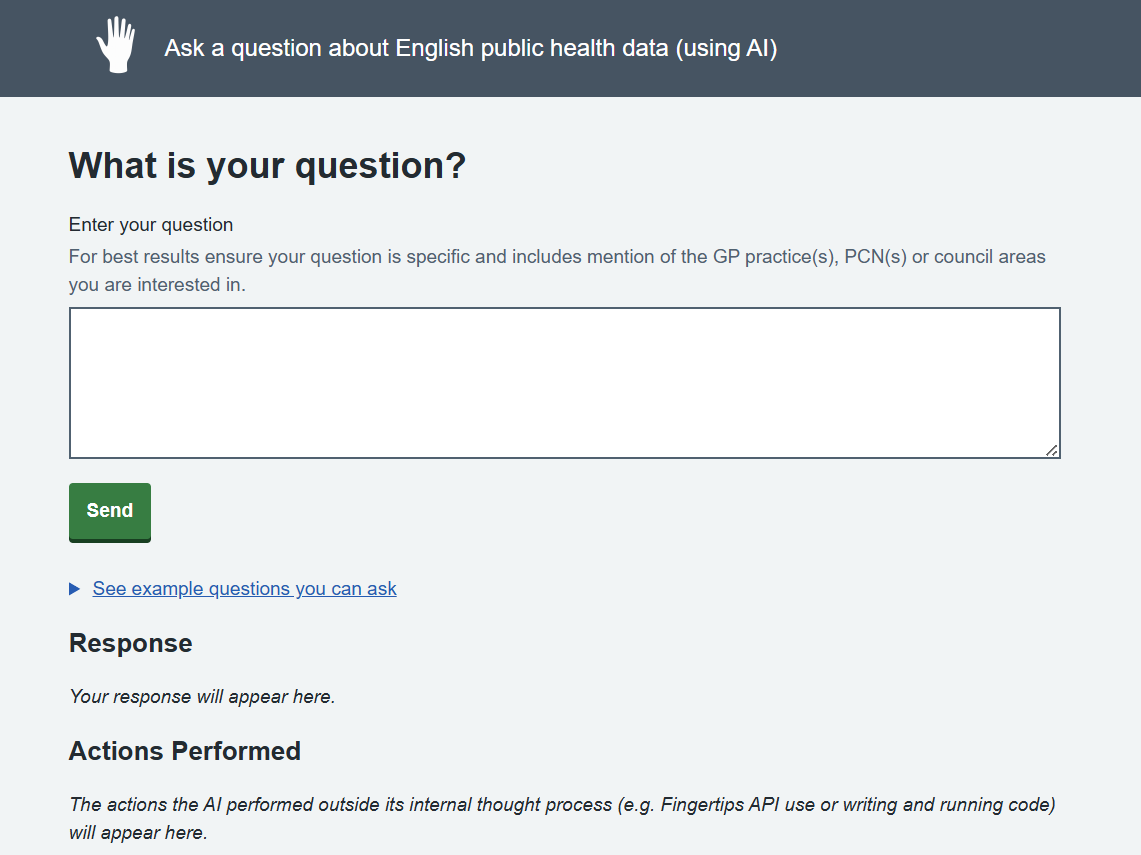 Ask a question about English public health data (using AI)
What is your question?
Enter your question
For best results ensure your question is specific and includes mention of the GP practice(s), PCN(s) or council areas
you are interested in.
Send
See example questions you can ask
Response
Your response will appear here.
Actions Performed
The actions the AI performed outside its internal thought process (e.g. Fingertips API use or writing and running code)
will appear here.